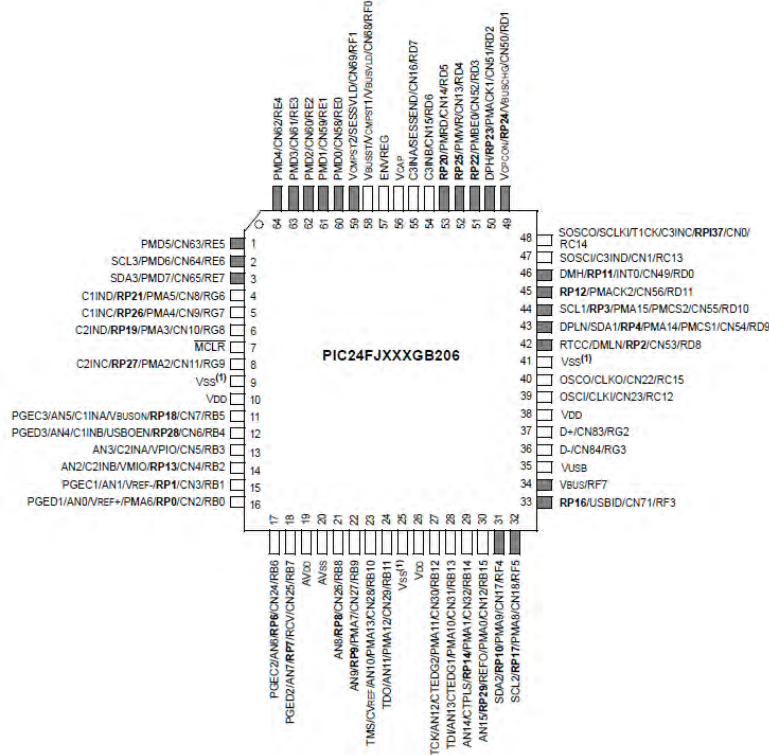 PMD4/CN62/RE4
PMD3/CN61/RE3
PMD2/CN60/RE2
PMD1/CN59/RE1
PMD0/CN58/RE0
VCMPST2/SESSVLD/CN69/RF1
VBUSST/VCMPST1/VBUSVLD/CN68/RF0
ENVREG
VCAP
C3INA/SESSEND/CN16/RD7
C3INB/CN15/RD6
RP20/PMRD/CN14/RD5
RP25/PMWR/CN13/RD4
RP22/PMBE0/CN52/RD3
DPH/RP23/PMACK1/CN51/RD2
VCPCON/RP24/VBUSCHG/CN50/RD1
64 63 62 61 60 59 58 57 56 55 54 53 52 51 50 49
PMD5/CN63/RE5 1
SCL3/PMD6/CN64/RE6 2
SDA3/PMD7/CN65/RE7 3
C1IND/RP21/PMA5/CN8/RG6 4
C1INC/RP26/PMA4/CN9/RG7 5
C2IND/RP19/PMA3/CN10/RG8 6
MCLR 7
C2INC/RP27/PMA2/CN11/RG9 8
VSS(1) 9
VDD 10
PGEC3/AN5/C1INA/VBUSON/RP18/CN7/RB5 11
PGED3/AN4/C1INB/USBOEN/RP28/CN6/RB4 12
AN3/C2INA/VPIO/CN5/RB3 13
AN2/C2INB/VMIO/RP13/CN4/RB2 14
PGEC1/AN1/VREF-/RP1/CN3/RB1 15
PGED1/AN0/VREF+/PMA6/RP0/CN2/RB0 16
PIC24FJXXXGB206
48 SOSCO/SCLKI/T1CK/C3INC/RPI37/CN0/
RC14
47 SOSCI/C3IND/CN1/RC13
46 DMH/RP11/INT0/CN49/RD0
45 RP12/PMACK2/CN56/RD11
44 SCL1/RP3/PMA15/PMCS2/CN55/RD10
43 DPLN/SDA1/RP4/PMA14/PMCS1/CN54/RD9
42 RTCC/DMLN/RP2/CN53/RD8
41 VSS(1)
40 OSCO/CLKO/CN22/RC15
39 OSCI/CLKI/CN23/RC12
38 VDD
37 D+/CN83/RG2
36 D-/CN84/RG3
35 VUSB
34 VBUS/RF7
33 RP16/USBID/CN71/RF3
17 18 19 20 21 22 23 24 25 26 27 28 29 30 31 32
PGEC2/AN6/RP6/CN24/RB6
PGED2/AN7/RP7/RCV/CN25/RB7
AVDD
AVSS
AN8/RP8/CN26/RB8
AN9/RP9/PMA7/CN27/RB9
TMS/CVREF/AN10/PMA13/CN28/RB10
TDO/AN11/PMA12/CN29/RB11
VSS(1)
VDD
TCK/AN12/CTEDG2/PMA11/CN30/RB12
TDI/AN13CTEDG1/PMA10/CN31/RB13
AN14/CTPLS/RP14/PMA1/CN32/RB14
AN15/RP29/REFO/PMA0/CN12/RB15
SDA2/RP10/PMA9/CN17/RF4
SCL2/RP17/PMA8/CN18/RF5